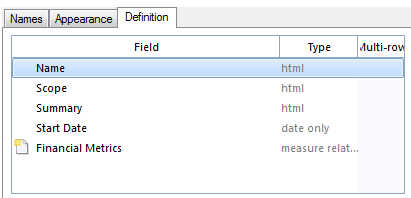 Names Appearance Definition
Field Type Multi-row
Name html
Scope html
Summary html
Start Date date only
Financial Metrics measure relat...